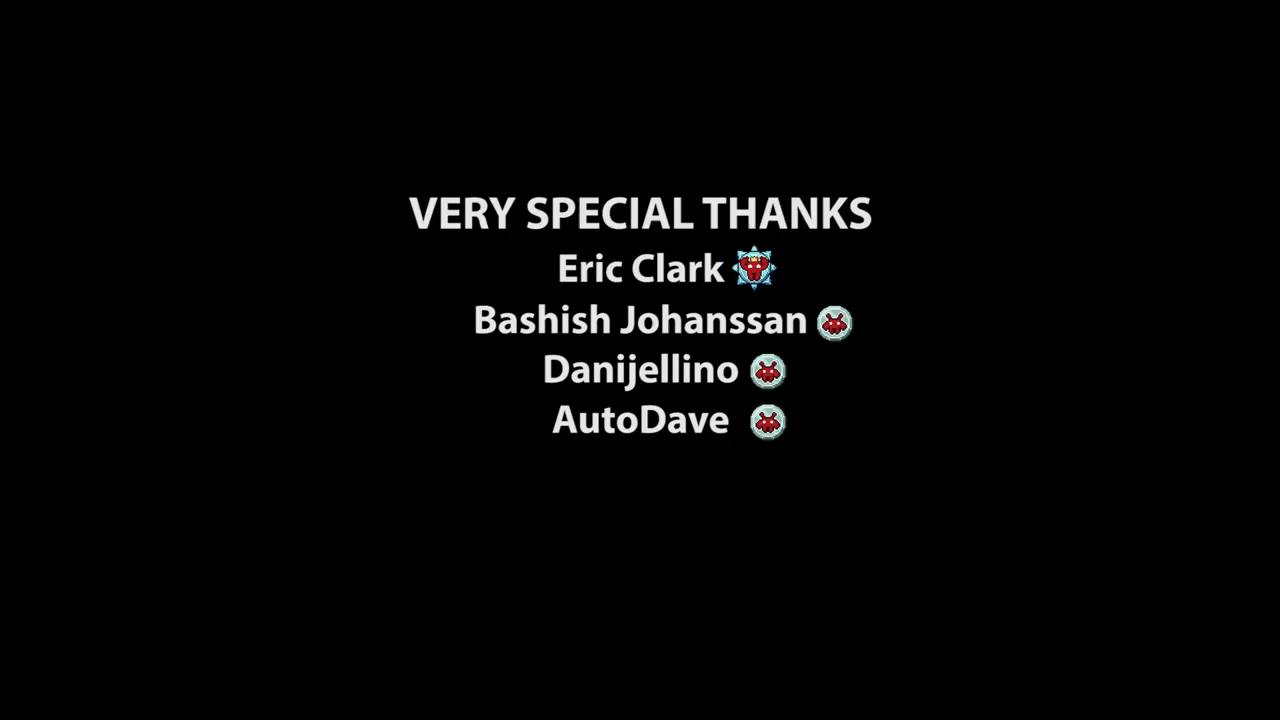 VERY SPECIAL THANKS
Eric Clark
Bashish Johanssan
Danijellino
AutoDave